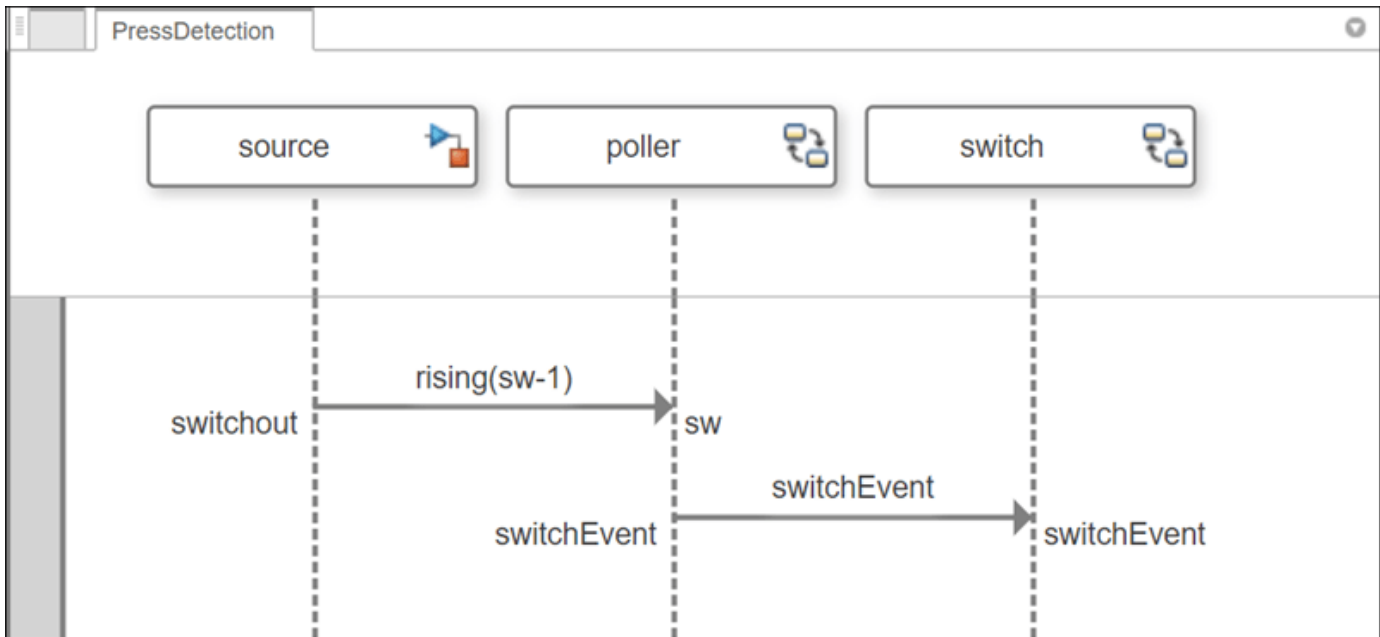 PressDetection
source
poller
switch
rising(sw-1)
switchout
sw
switchEvent
switchEvent
switchEvent